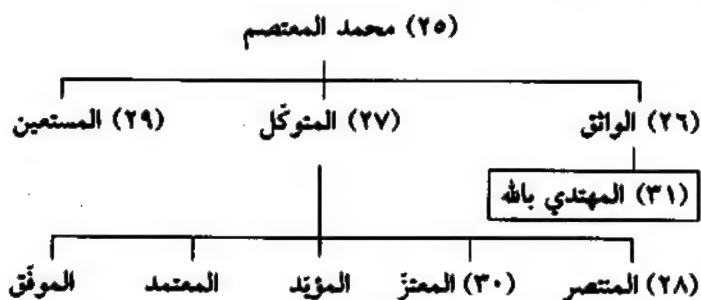 (٢٥) محمد المعتصم
(٢٦) الواثق (٢٧) المتوكّل (٢٩) المستعين
(٣١) المهتدي بالله
(٢٨) المنتصر (٣٠) المعتزّ المؤيّد المعتمد الموفّق